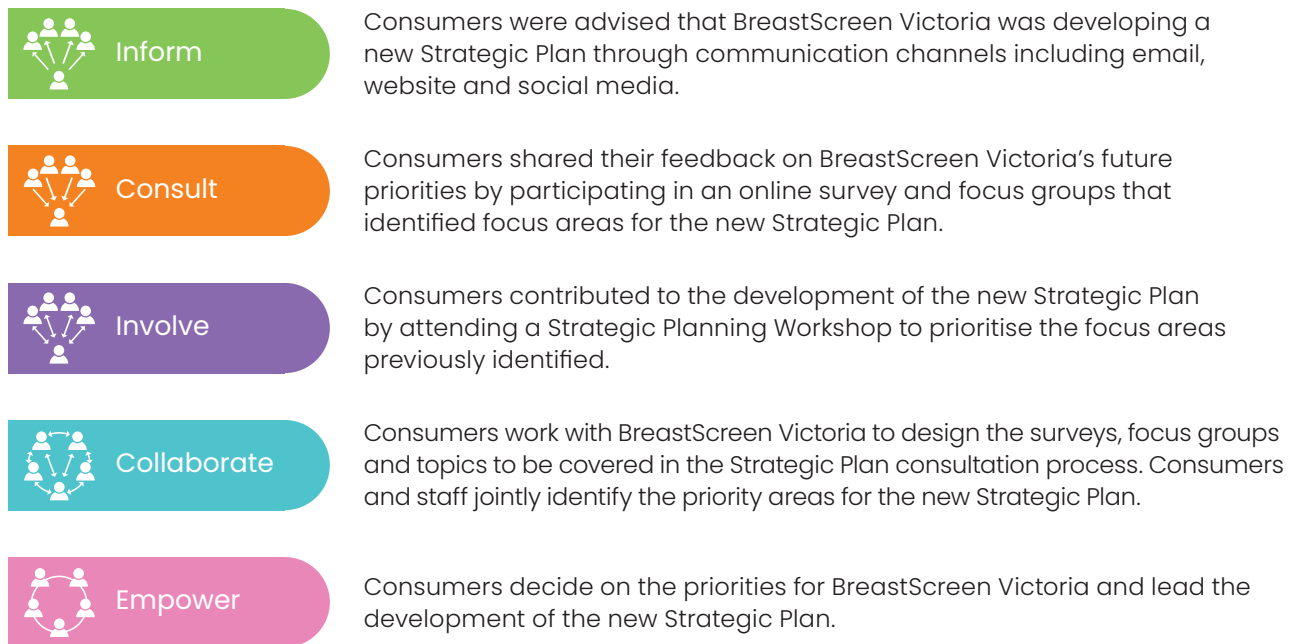 Inform
Consumers were advised that BreastScreen Victoria was developing a
new Strategic Plan through communication channels including email,
website and social media.
Consult
Consumers shared their feedback on BreastScreen Victoria’s future
priorities by participating in an online survey and focus groups that
identified focus areas for the new Strategic Plan.
Involve
Consumers contributed to the development of the new Strategic Plan
by attending a Strategic Planning Workshop to prioritise the focus areas
previously identified.
Collaborate
Consumers work with BreastScreen Victoria to design the surveys, focus groups
and topics to be covered in the Strategic Plan consultation process. Consumers
and staff jointly identify the priority areas for the new Strategic Plan.
Empower
Consumers decide on the priorities for BreastScreen Victoria and lead the
development of the new Strategic Plan.